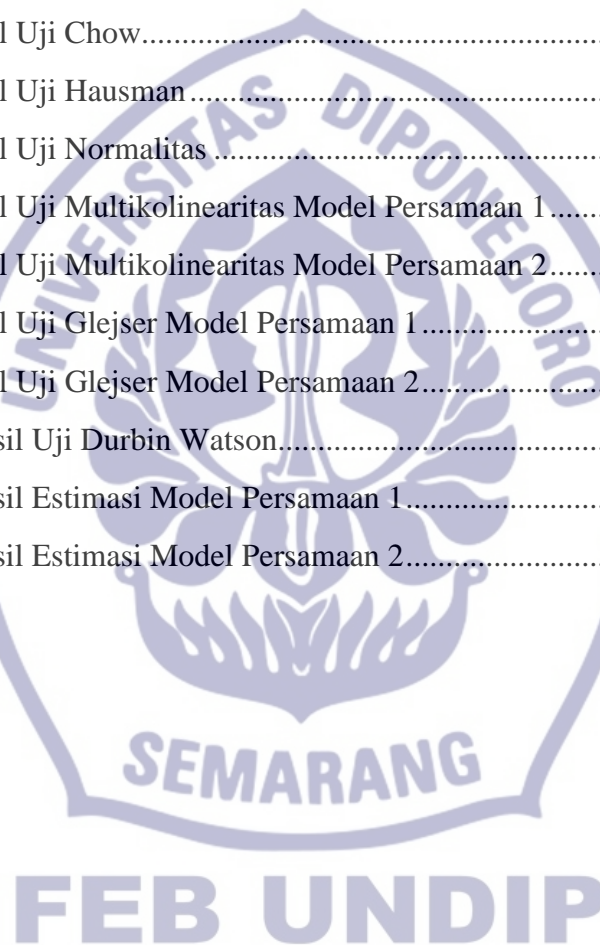 l Uji Chow
l Uji Hausman
l Uji Normalitas
l Uji Multikolinearitas Model Persamaan 1
l Uji Multikolinearitas Model Persamaan 2
l Uji Glejser Model Persamaan 1
l Uji Glejser Model Persamaan 2
sil Uji Durbin Watson
sil Estimasi Model Persamaan 1
sil Estimasi Model Persamaan 2
UNIVERSITAS DIPONEGORO
SEMARANG
FEB UNDIP